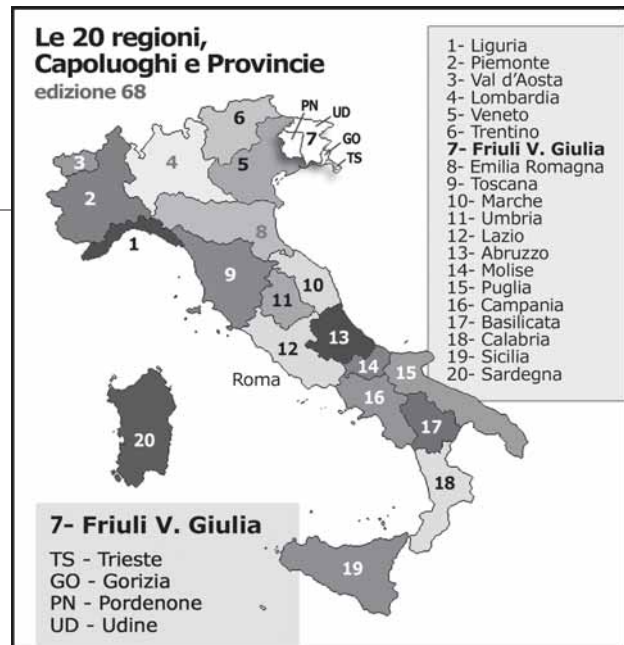 Le 20 regioni,
Capoluoghi e Provincie
edizione 68
1- Liguria
2- Piemonte
3- Val d'Aosta
4- Lombardia
5- Veneto
6- Trentino
7- Friuli V. Giulia
8- Emilia Romagna
9- Toscana
10- Marche
11- Umbria
12- Lazio
13- Abruzzo
14- Molise
15- Puglia
16- Campania
17- Basilicata
18- Calabria
19- Sicilia
20- Sardegna
PN
UD
6
7
GO
TS
3
4
5
2
8
1
9
10
11
13
12
14
15
Roma
16
17
20
18
19
7- Friuli V. Giulia
TS - Trieste
GO - Gorizia
PN - Pordenone
UD - Udine